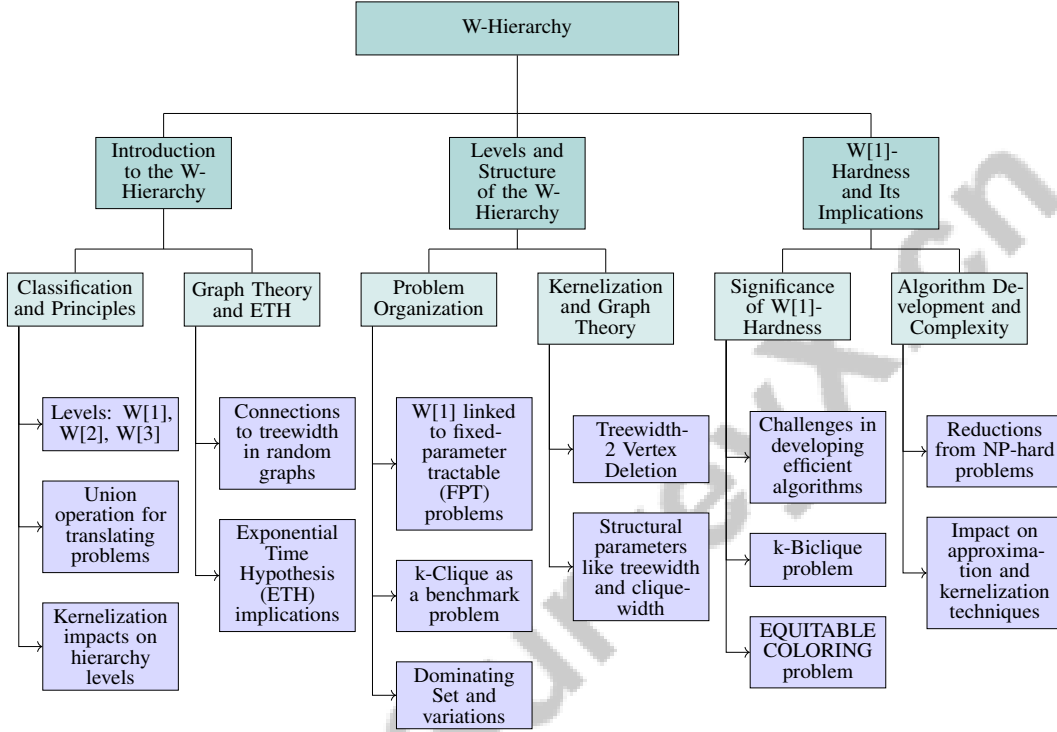 W-Hierarchy
Introduction
to the W-
Hierarchy
Levels and
Structure
of the W-
Hierarchy
W[1]-
Hardness
and Its
Implications
Classification
and Principles
Graph Theory
and ETH
Problem
Organization
Kernelization
and Graph
Theory
Significance
of W[1]-
Hardness
Algorithm De-
velopment and
Complexity
Levels: W[1],
W[2], W[3]
Union
operation for
translating
problems
Kernelization
impacts on
hierarchy
levels
Connections
to treewidth
in random
graphs
Exponential
Time
Hypothesis
(ETH)
implications
W[1] linked
to fixed-
parameter
tractable
(FPT)
problems
k-Clique as
a benchmark
problem
Dominating
Set and
variations
Treewidth-
2 Vertex
Deletion
Structural
parameters
like treewidth
and clique-
width
Challenges in
developing
efficient
algorithms
k-Biclique
problem
EQUITABLE
COLORING
problem
Reductions
from NP-hard
problems
Impact on
approxima-
tion and
kernelization
techniques